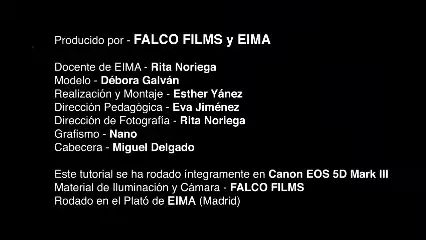 Producido por - FALCO FILMS y EIMA
Docente de EIMA - Rita Noriega
Modelo - Débora Galván
Realización y Montaje - Esther Yánez
Dirección Pedagógica - Eva Jiménez
Dirección de Fotografía - Rita Noriega
Grafismo - Nano
Cabecera - Miguel Delgado
Este tutorial se ha rodado íntegramente en Canon EOS 5D Mark III
Material de Iluminación y Cámara - FALCO FILMS
Rodado en el Plató de EIMA (Madrid)